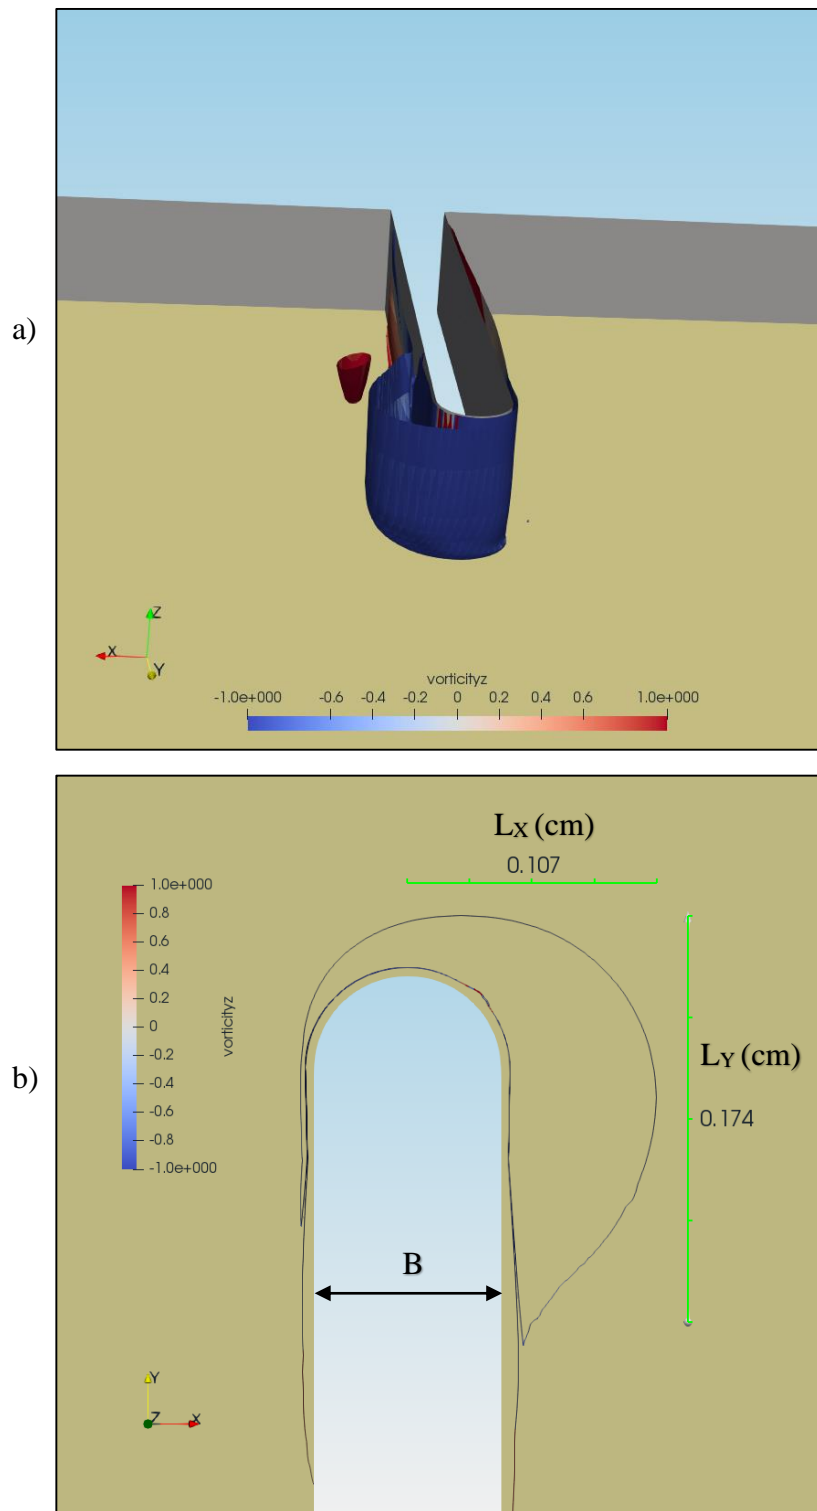 a)
Z
X
Y
vorticityz
-1.0e+000 -0.6 -0.4 -0.2 0 0.2 0.4 0.6 1.0e+000
b)
Lx (cm)
0.107
1.0e+000
0.8
0.6
0.4
0.2
0
-0.2
-0.4
-0.6
-0.8
-1.0e+000
vorticityz
LY (cm)
0.174
B
Y
Z
X